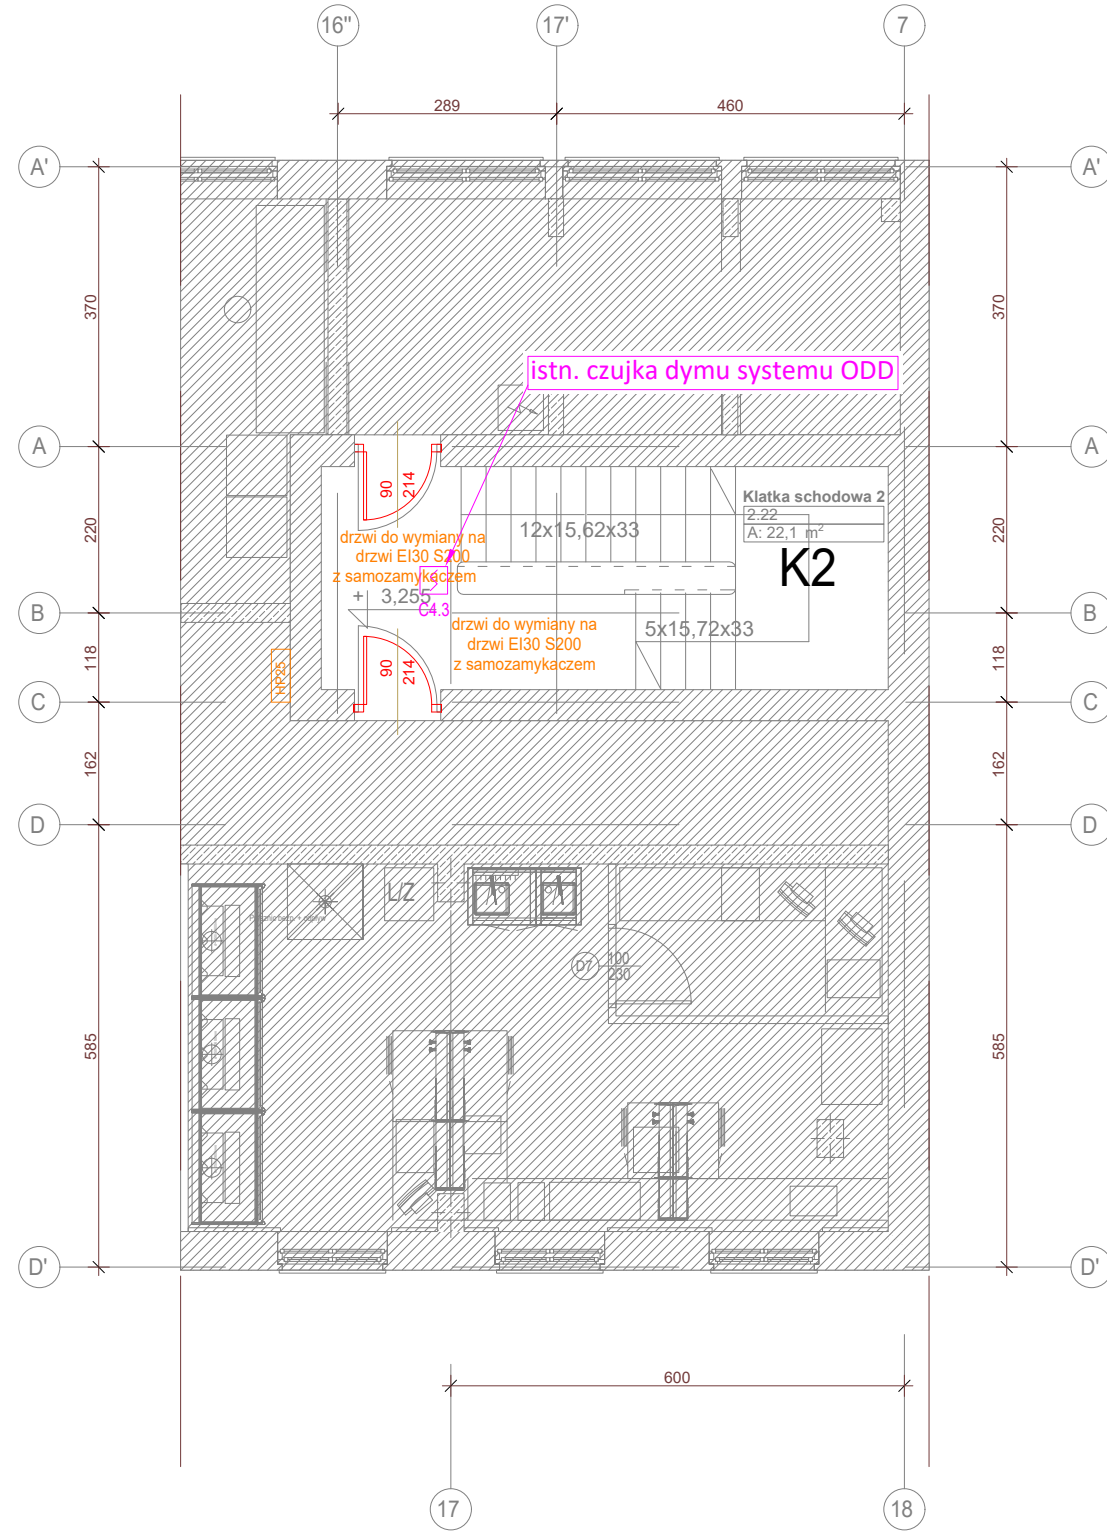 16"
17'
7
289
460
A'
A'
370
370
istn. czujka dymu systemu ODD
A
A
90
214
Klatka schodowa 2
2.22
A: 22,1 m²
220
220
12x15,62x33
drzwi do wymiany na
drzwi EI30 S200
z samozamykaczem
K2
+ 3,255
C4.3
B
B
drzwi do wymiany na
drzwi EI30 S200
z samozamykaczem
5x15,72x33
118
118
90
214
HP25
C
C
162
162
D
D
L/Z
D7
100
230
585
585
D'
D'
600
17
18